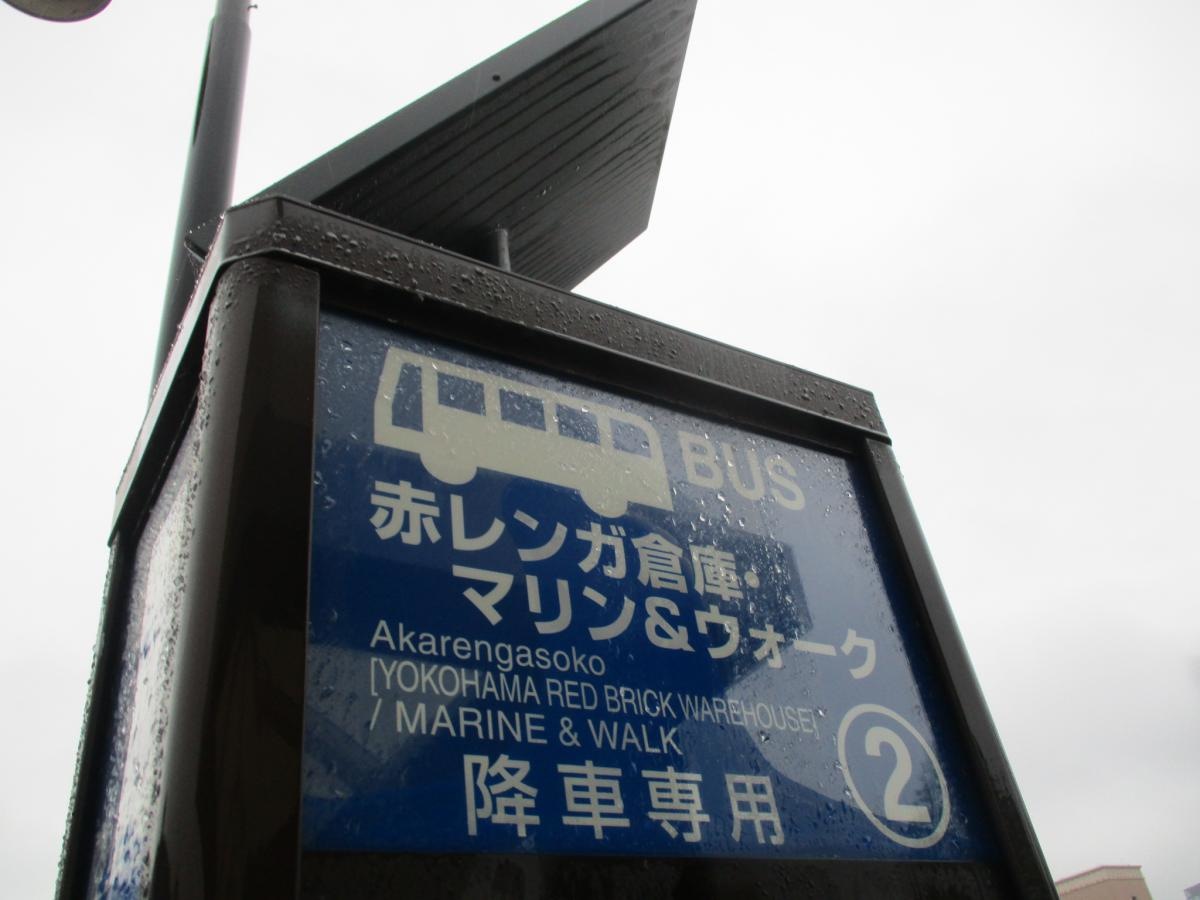 BUS
赤レンガ倉庫・
マリン&ウォーク
Akarengasoko
[YOKOHAMA RED BRICK WAREHOUSE]
/ MARINE & WALK
降車専用
2